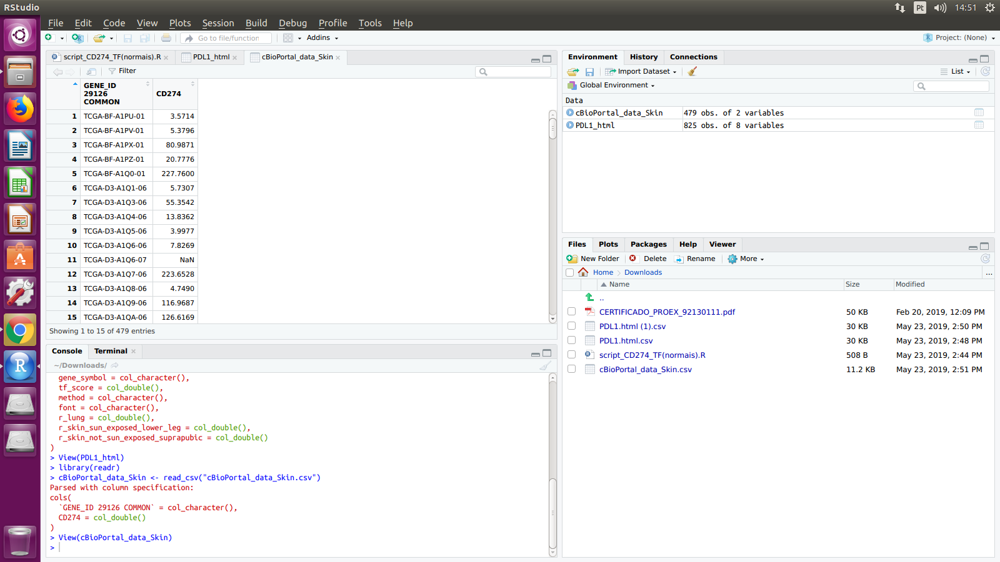 RStudio
Pt
14:51
File Edit Code View Plots Session Build Debug Profile Tools Help
Go to file/function
Addins
Project: (None)
script_CD274_TF(normais).R
PDL1_html
cBioPortal_data_Skin
Filter
GENE_ID
29126
COMMON
CD274
1 TCGA-BF-A1PU-01 3.5714
2 TCGA-BF-A1PV-01 5.3796
3 TCGA-BF-A1PX-01 80.9871
4 TCGA-BF-A1PZ-01 20.7776
5 TCGA-BF-A1Q0-01 227.7600
6 TCGA-D3-A1Q1-06 5.7307
7 TCGA-D3-A1Q3-06 55.3542
8 TCGA-D3-A1Q4-06 13.8362
9 TCGA-D3-A1Q5-06 3.9977
10 TCGA-D3-A1Q6-06 7.8269
11 TCGA-D3-A1Q6-07 NaN
12 TCGA-D3-A1Q7-06 223.6528
13 TCGA-D3-A1Q8-06 4.7490
14 TCGA-D3-A1Q9-06 116.9687
15 TCGA-D3-A1QA-06 126.6169
Showing 1 to 15 of 479 entries
Console Terminal
~/Downloads/
gene_symbol = col_character(),
tf_score = col_double(),
method = col_character(),
font = col_character(),
r_lung = col_double(),
r_skin_sun_exposed_lower_leg = col_double(),
r_skin_not_sun_exposed_suprapubic = col_double()
)
> View(PDL1_html)
> library(readr)
> cBioPortal_data_Skin <- read_csv("cBioPortal_data_Skin.csv")
Parsed with column specification:
cols(
`GENE_ID 29126 COMMON` = col_character(),
CD274 = col_double()
)
> View(cBioPortal_data_Skin)
>
Environment History Connections
Import Dataset
List
Global Environment
Data
cBioPortal_data_Skin 479 obs. of 2 variables
PDL1_html 825 obs. of 8 variables
Files Plots Packages Help Viewer
New Folder Delete Rename More
Home Downloads
...
Name Size Modified
..
CERTIFICADO_PROEX_92130111.pdf 50 KB Feb 20, 2019, 12:09 PM
PDL1.html (1).csv 30 KB May 23, 2019, 2:50 PM
PDL1.html.csv 30 KB May 23, 2019, 2:48 PM
script_CD274_TF(normais).R 508 B May 23, 2019, 2:44 PM
cBioPortal_data_Skin.csv 11.2 KB May 23, 2019, 2:51 PM